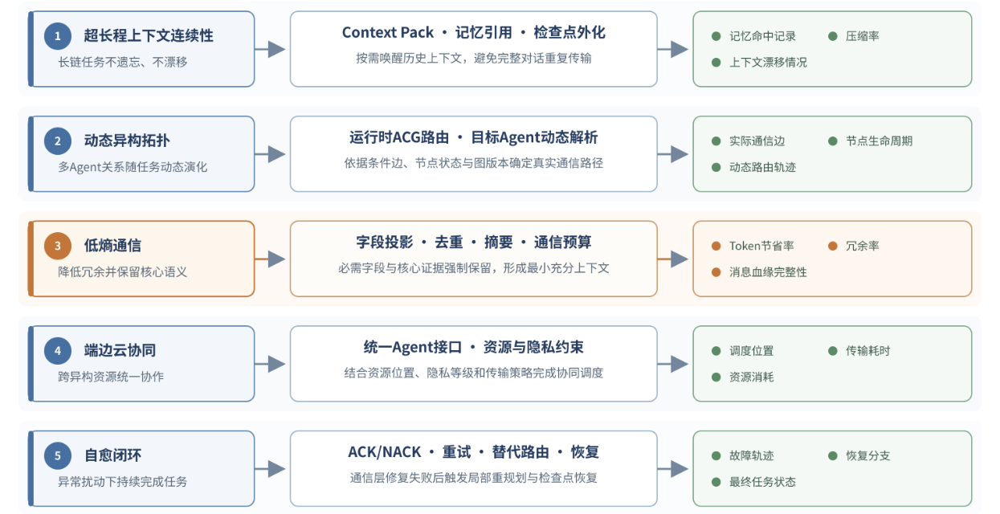 1 超长程上下文连续性
长链任务不遗忘、不漂移
Context Pack · 记忆引用 · 检查点外化
按需唤醒历史上下文，避免完整对话重复传输
记忆命中记录 压缩率
上下文漂移情况
2 动态异构拓扑
多Agent关系随任务动态演化
运行时ACG路由 · 目标Agent动态解析
依据条件边、节点状态与图版本确定真实通信路径
实际通信边 节点生命周期
动态路由轨迹
3 低熵通信
降低冗余并保留核心语义
字段投影 · 去重 · 摘要 · 通信预算
必需字段与核心证据强制保留，形成最小充分上下文
Token节省率 冗余率
消息血缘完整性
4 端边云协同
跨异构资源统一协作
统一Agent接口 · 资源与隐私约束
结合资源位置、隐私等级和传输策略完成协同调度
调度位置 传输耗时
资源消耗
5 自愈闭环
异常扰动下持续完成任务
ACK/NACK · 重试 · 替代路由 · 恢复
通信层修复失败后触发局部重规划与检查点恢复
故障轨迹 恢复分支
最终任务状态